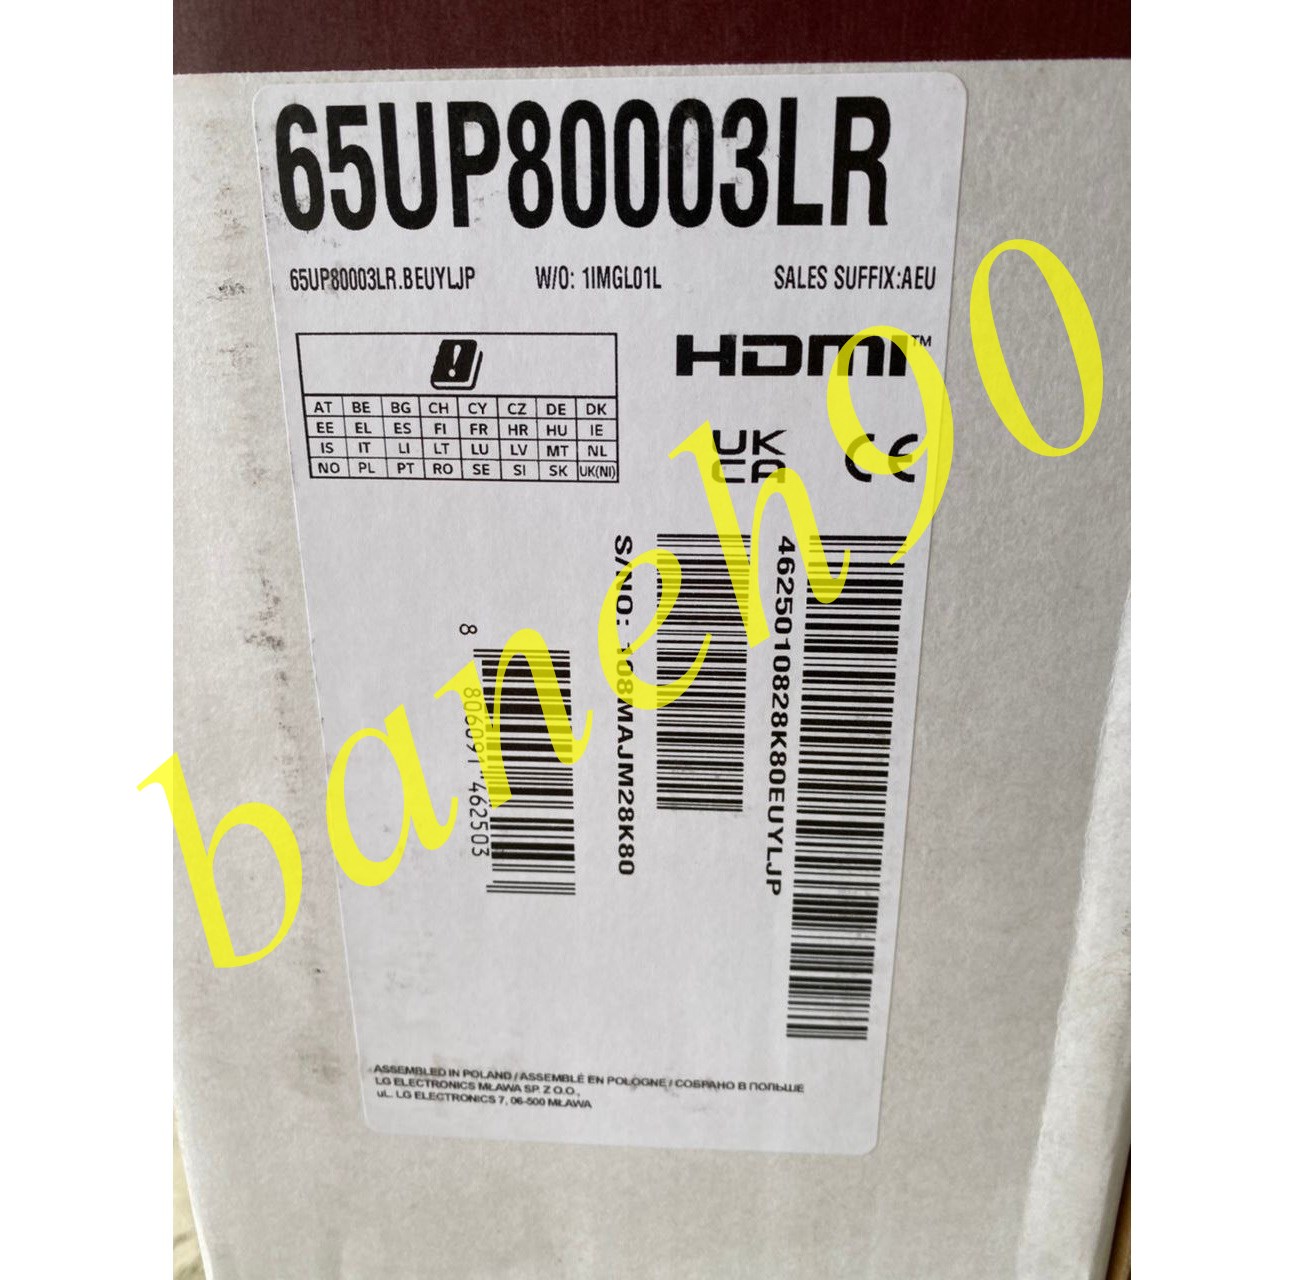 65UP80003LR
65UP80003LR.BEUYLJP W/O: 1IMGL01L SALES SUFFIX:AEU
HDMI™
AT BE BG CH CY CZ DE DK
EE EL ES FI FR HR HU IE
IS IT LI LT LU LV MT NL
NO PL PT RO SE SI SK UK(NI)
UK
CA
CE
8 806091 462503
S/NO: 108MAJM28K80
4625010828K80EUYLJP
baneh90
ASSEMBLED IN POLAND / ASSEMBLÉ EN POLOGNE / СОБРАНО В ПОЛЬШЕ
LG ELECTRONICS MŁAWA SP. Z O.O.,
uL. LG ELECTRONICS 7, 06-500 MŁAWA